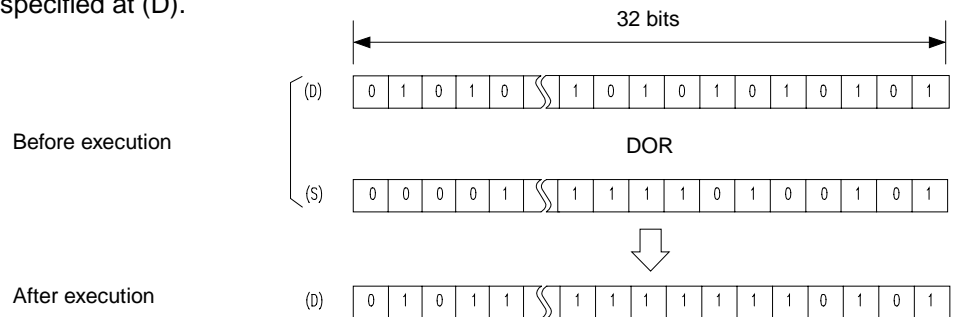 specified at (D).
32 bits
(D) 0 1 0 1 0 1 0 1 0 1 0 1 0 1 0 1
Before execution
DOR
(S) 0 0 0 0 1 1 1 1 1 0 1 0 0 1 0 1
After execution
(D) 0 1 0 1 1 1 1 1 1 1 1 1 0 1 0 1